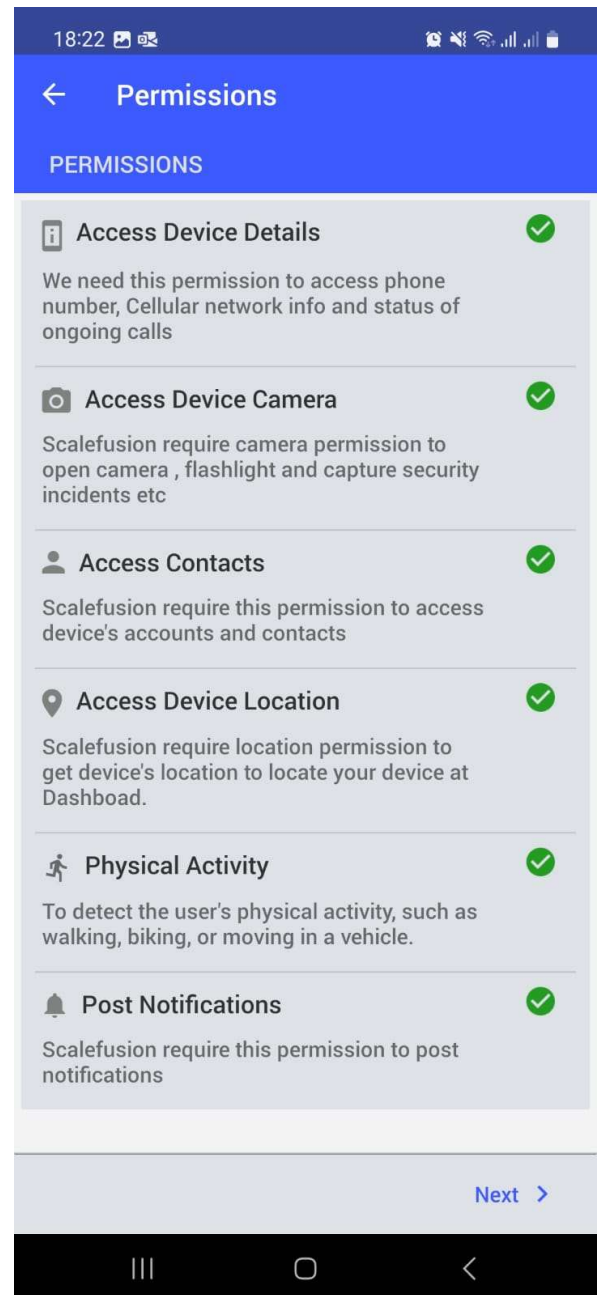 18:22
Permissions
PERMISSIONS
Access Device Details
We need this permission to access phone
number, Cellular network info and status of
ongoing calls
Access Device Camera
Scalefusion require camera permission to
open camera , flashlight and capture security
incidents etc
Access Contacts
Scalefusion require this permission to access
device's accounts and contacts
Access Device Location
Scalefusion require location permission to
get device's location to locate your device at
Dashboad.
Physical Activity
To detect the user's physical activity, such as
walking, biking, or moving in a vehicle.
Post Notifications
Scalefusion require this permission to post
notifications
Next